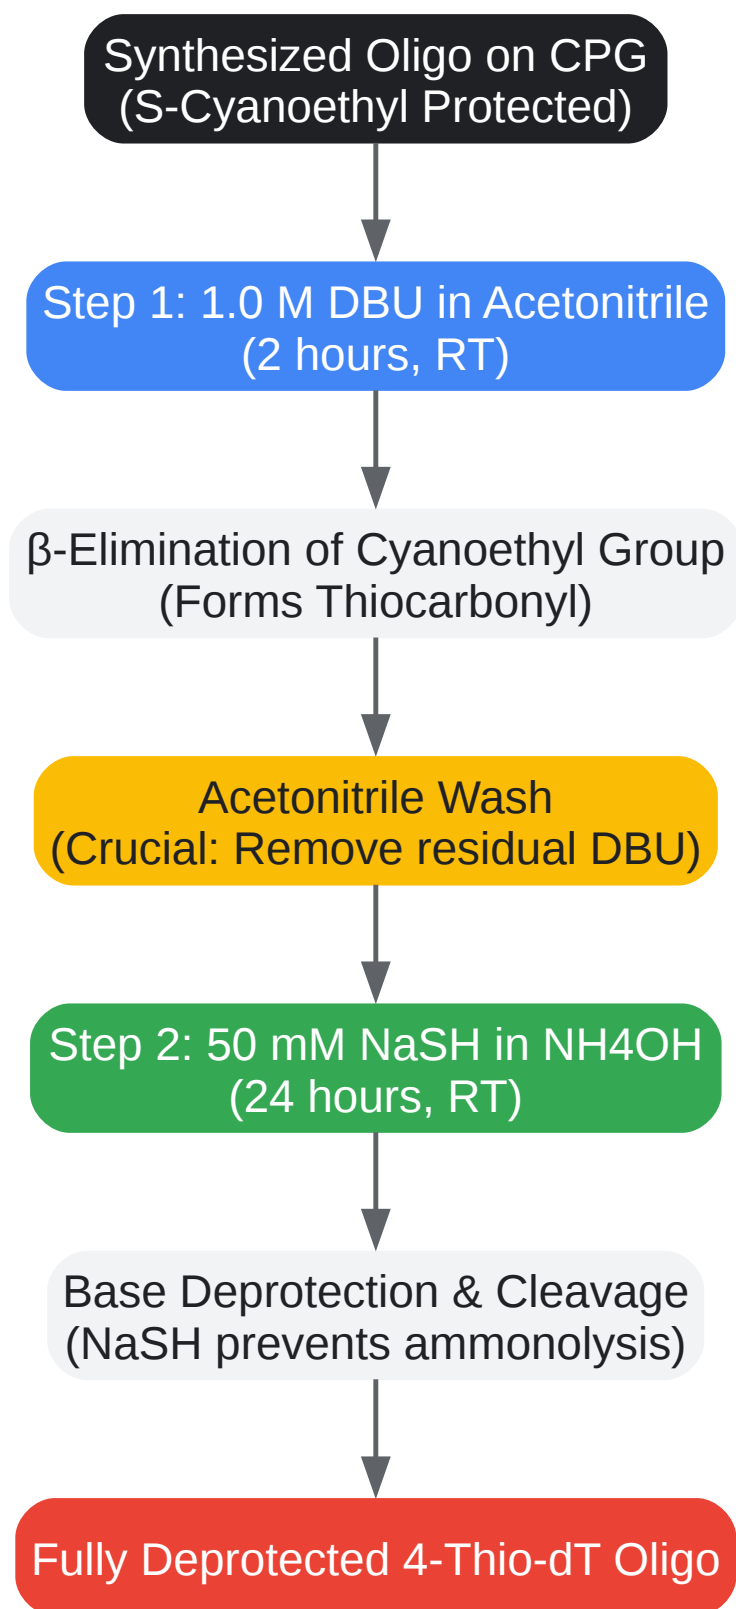 Synthesized Oligo on CPG
(S-Cyanoethyl Protected)
Step 1: 1.0 M DBU in Acetonitrile
(2 hours, RT)
β-Elimination of Cyanoethyl Group
(Forms Thiocarbonyl)
Acetonitrile Wash
(Crucial: Remove residual DBU)
Step 2: 50 mM NaSH in NH4OH
(24 hours, RT)
Base Deprotection & Cleavage
(NaSH prevents ammonolysis)
Fully Deprotected 4-Thio-dT Oligo